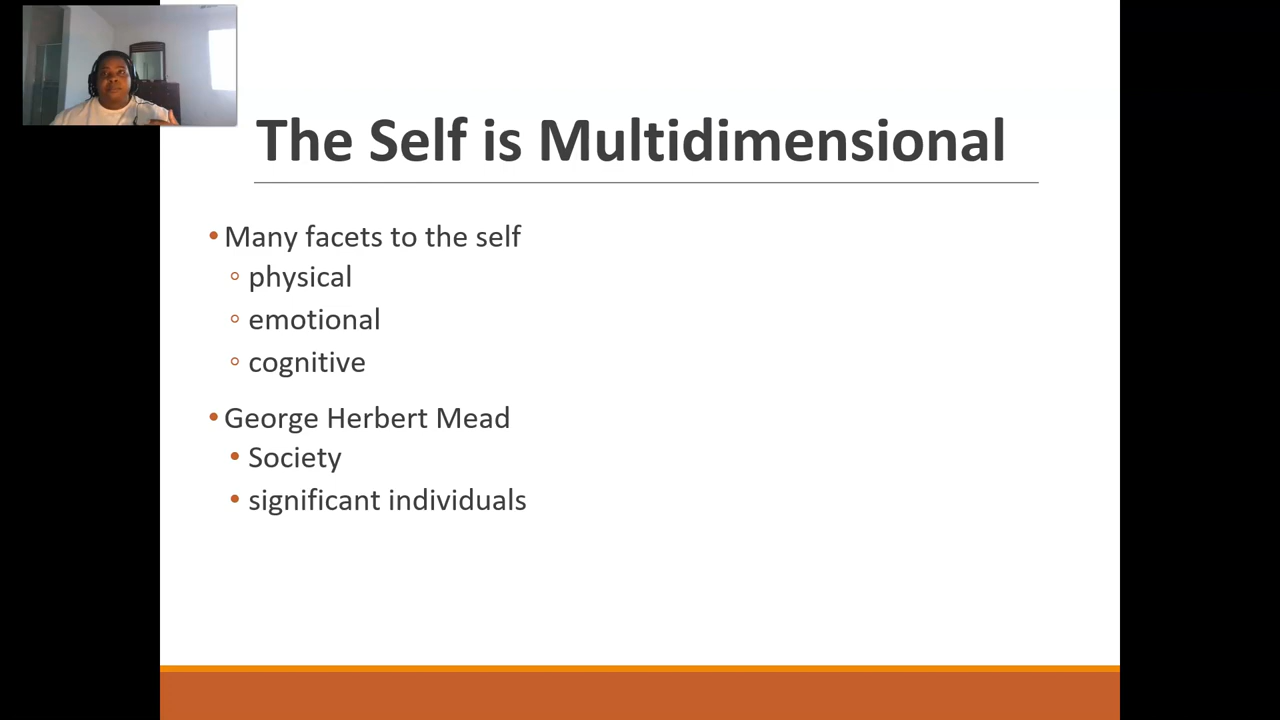 The Self is Multidimensional
• Many facets to the self
◦ physical
◦ emotional
◦ cognitive
• George Herbert Mead
• Society
• significant individuals